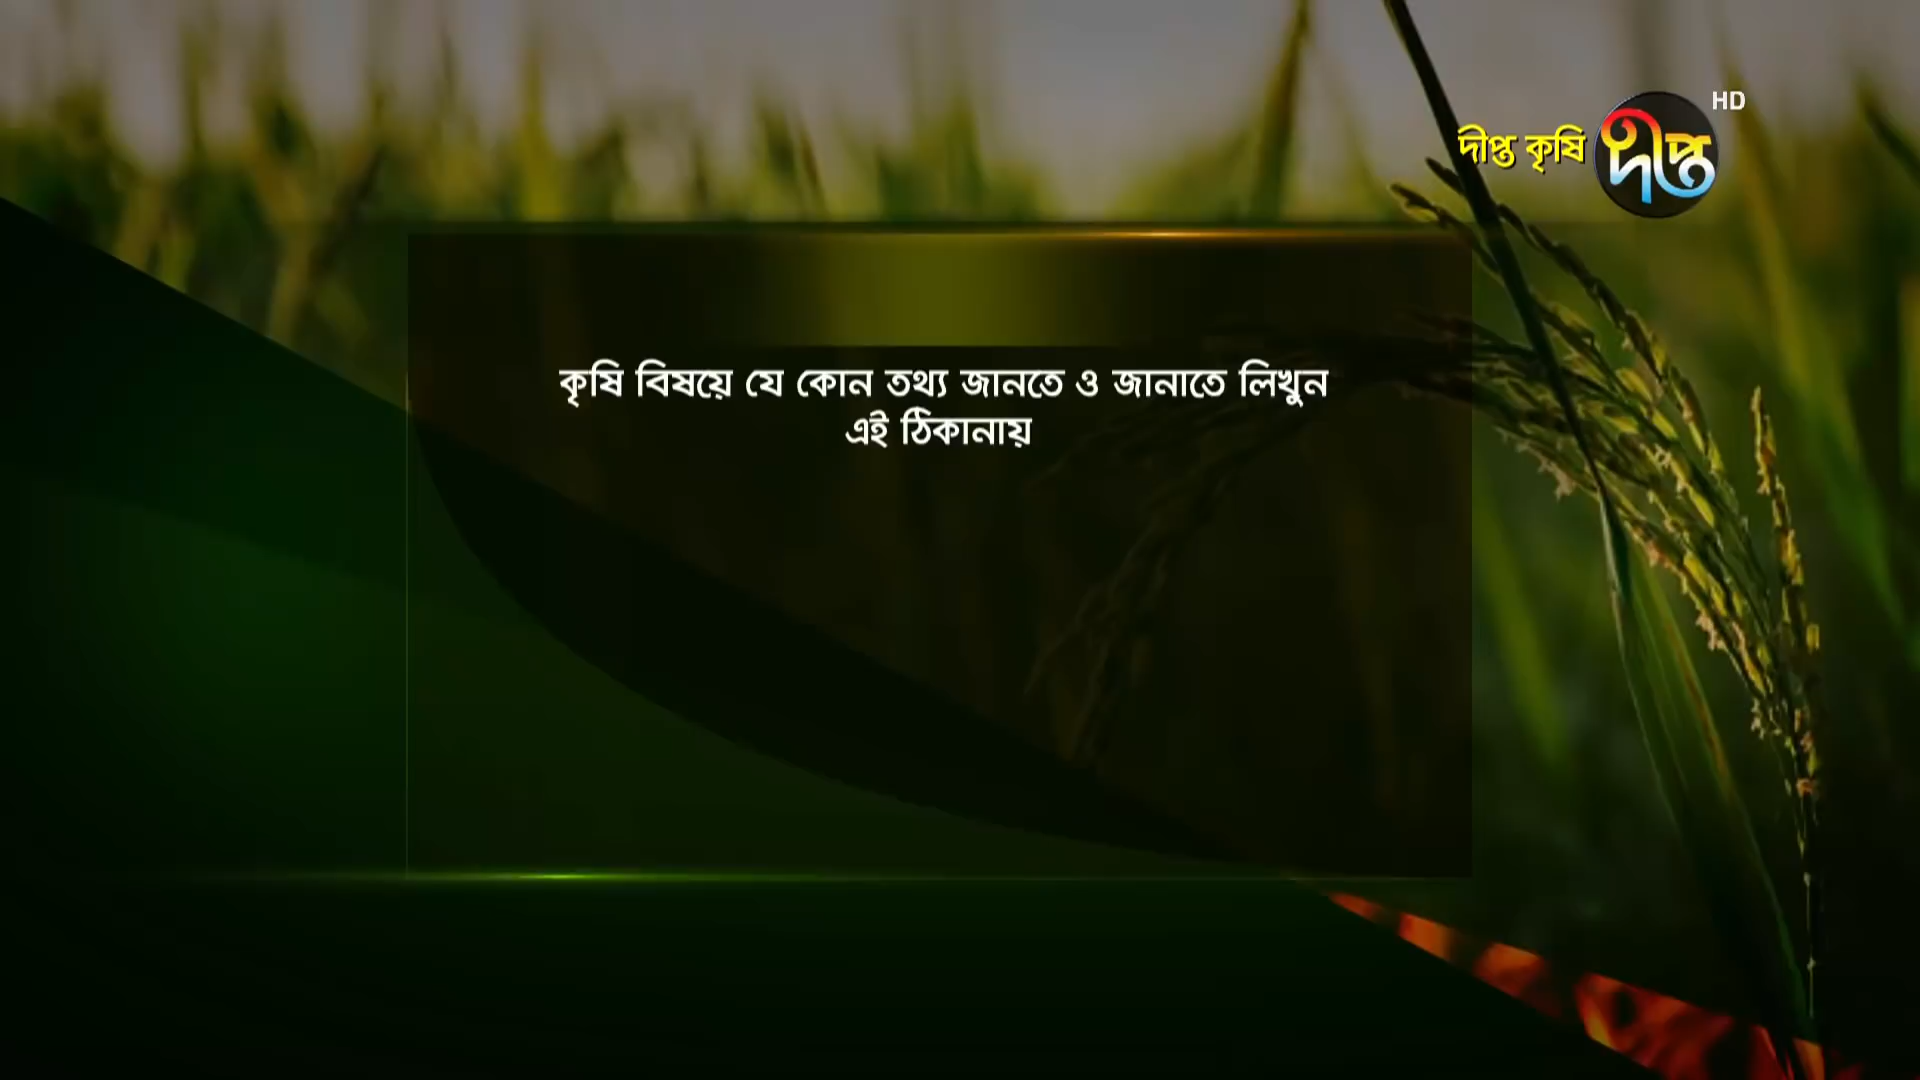 HD
দীপ্ত কৃষি দীপ্ত
কৃষি বিষয়ে যে কোন তথ্য জানতে ও জানাতে লিখুন
এই ঠিকানায়